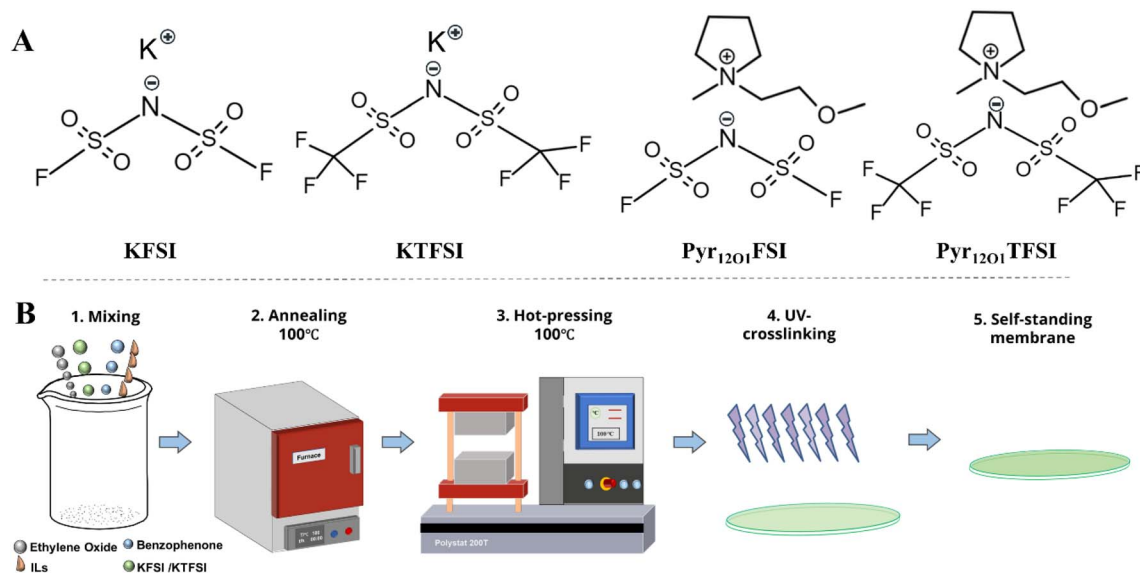 A
K⊕
⊖
N
O
S
S
O
O
O
F
F
KFSI
K⊕
⊖
N
O
S
S
O
O
O
F
F
F
F
F
F
KTFSI
⊕
N
O
⊖
N
O
S
S
O
O
O
F
F
Pyr₁₂O₁FSI
⊕
N
O
⊖
N
O
S
S
O
O
O
F
F
F
F
F
F
Pyr₁₂O₁TFSI
B
1. Mixing
Ethylene Oxide
Benzophenone
ILs
KFSI /KTFSI
2. Annealing
100℃
Furnace
3. Hot-pressing
100℃
℃
100℃
Polystat 200T
4. UV-
crosslinking
5. Self-standing
membrane